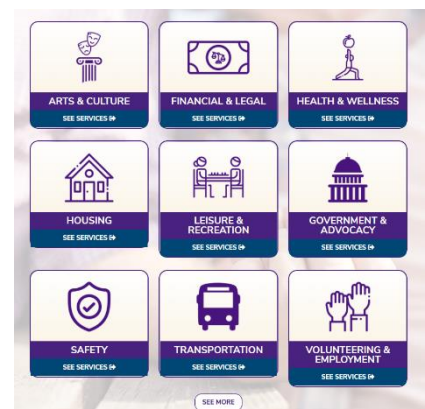 ARTS & CULTURE
SEE SERVICES
FINANCIAL & LEGAL
SEE SERVICES
HEALTH & WELLNESS
SEE SERVICES
HOUSING
SEE SERVICES
LEISURE &
RECREATION
SEE SERVICES
GOVERNMENT &
ADVOCACY
SEE SERVICES
SAFETY
SEE SERVICES
TRANSPORTATION
SEE SERVICES
VOLUNTEERING &
EMPLOYMENT
SEE SERVICES
SEE MORE